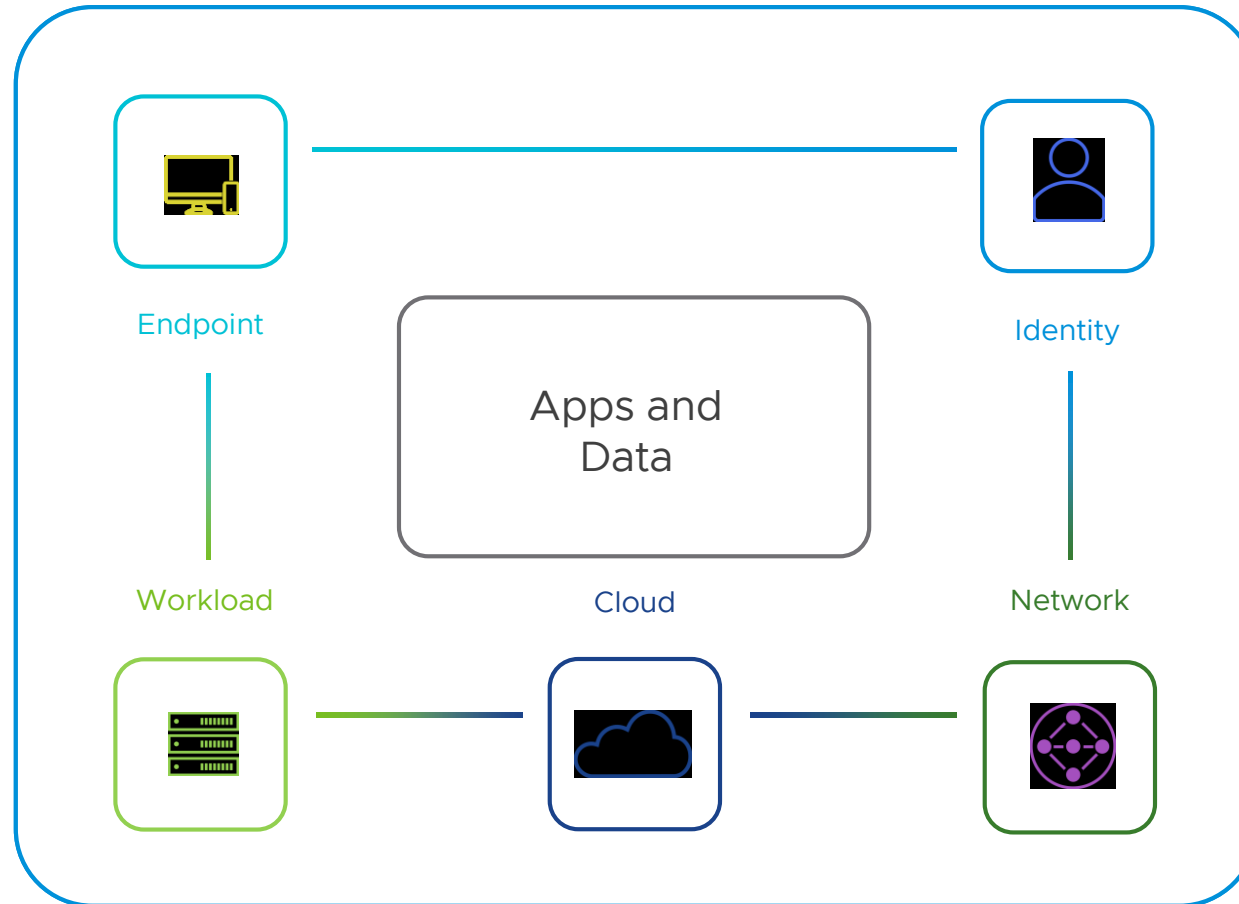 Endpoint
Identity
Apps and
Data
Workload
Cloud
Network